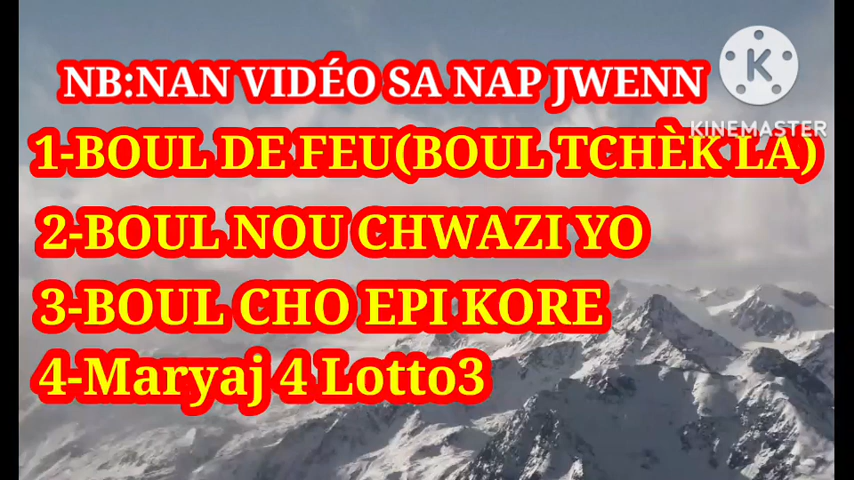 NB:NAN VIDÉO SA NAP JWENN
K
KINEMASTER
1-BOUL DE FEU(BOUL TCHÈK LA)
2-BOUL NOU CHWAZI YO
3-BOUL CHO EPI KORE
4-Maryaj 4 Lotto3